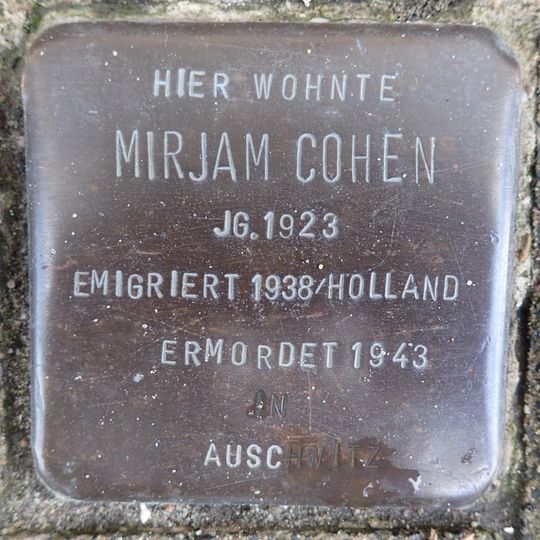 HIER WOHNTE
MIRJAM COHEN
JG.1923
EMIGRIERT 1938/HOLLAND
ERMORDET 1943
IN
AUSCHWITZ